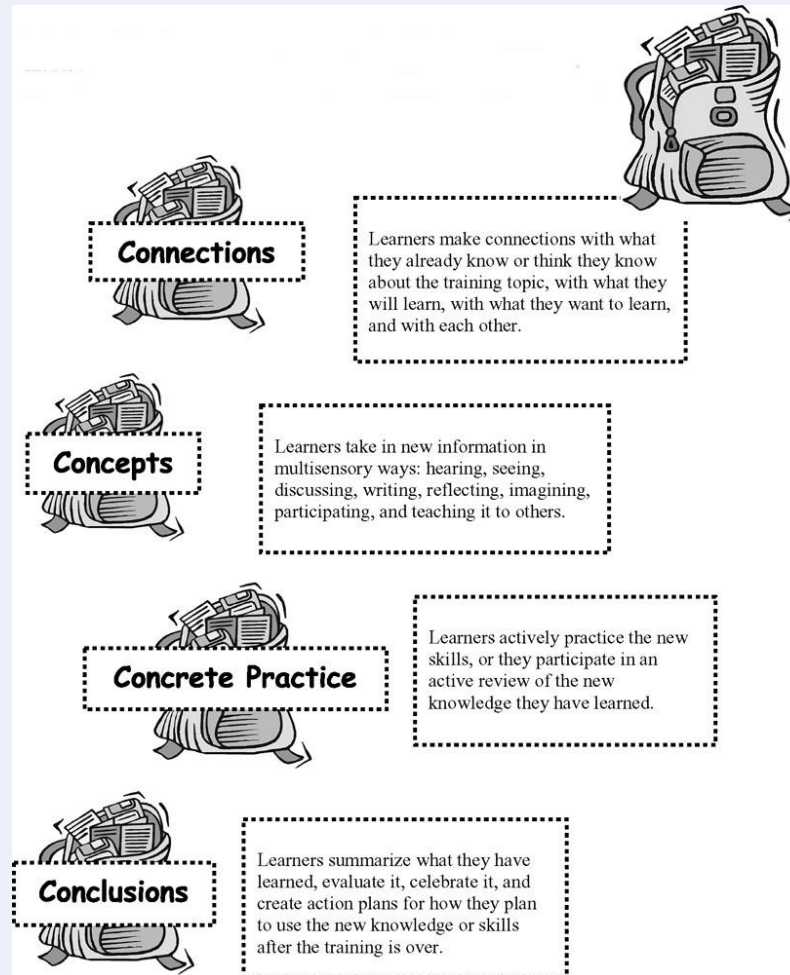 Connections
Learners make connections with what
they already know or think they know
about the training topic, with what they
will learn, with what they want to learn,
and with each other.
Concepts
Learners take in new information in
multisensory ways: hearing, seeing,
discussing, writing, reflecting, imagining,
participating, and teaching it to others.
Concrete Practice
Learners actively practice the new
skills, or they participate in an
active review of the new
knowledge they have learned.
Conclusions
Learners summarize what they have
learned, evaluate it, celebrate it, and
create action plans for how they plan
to use the new knowledge or skills
after the training is over.